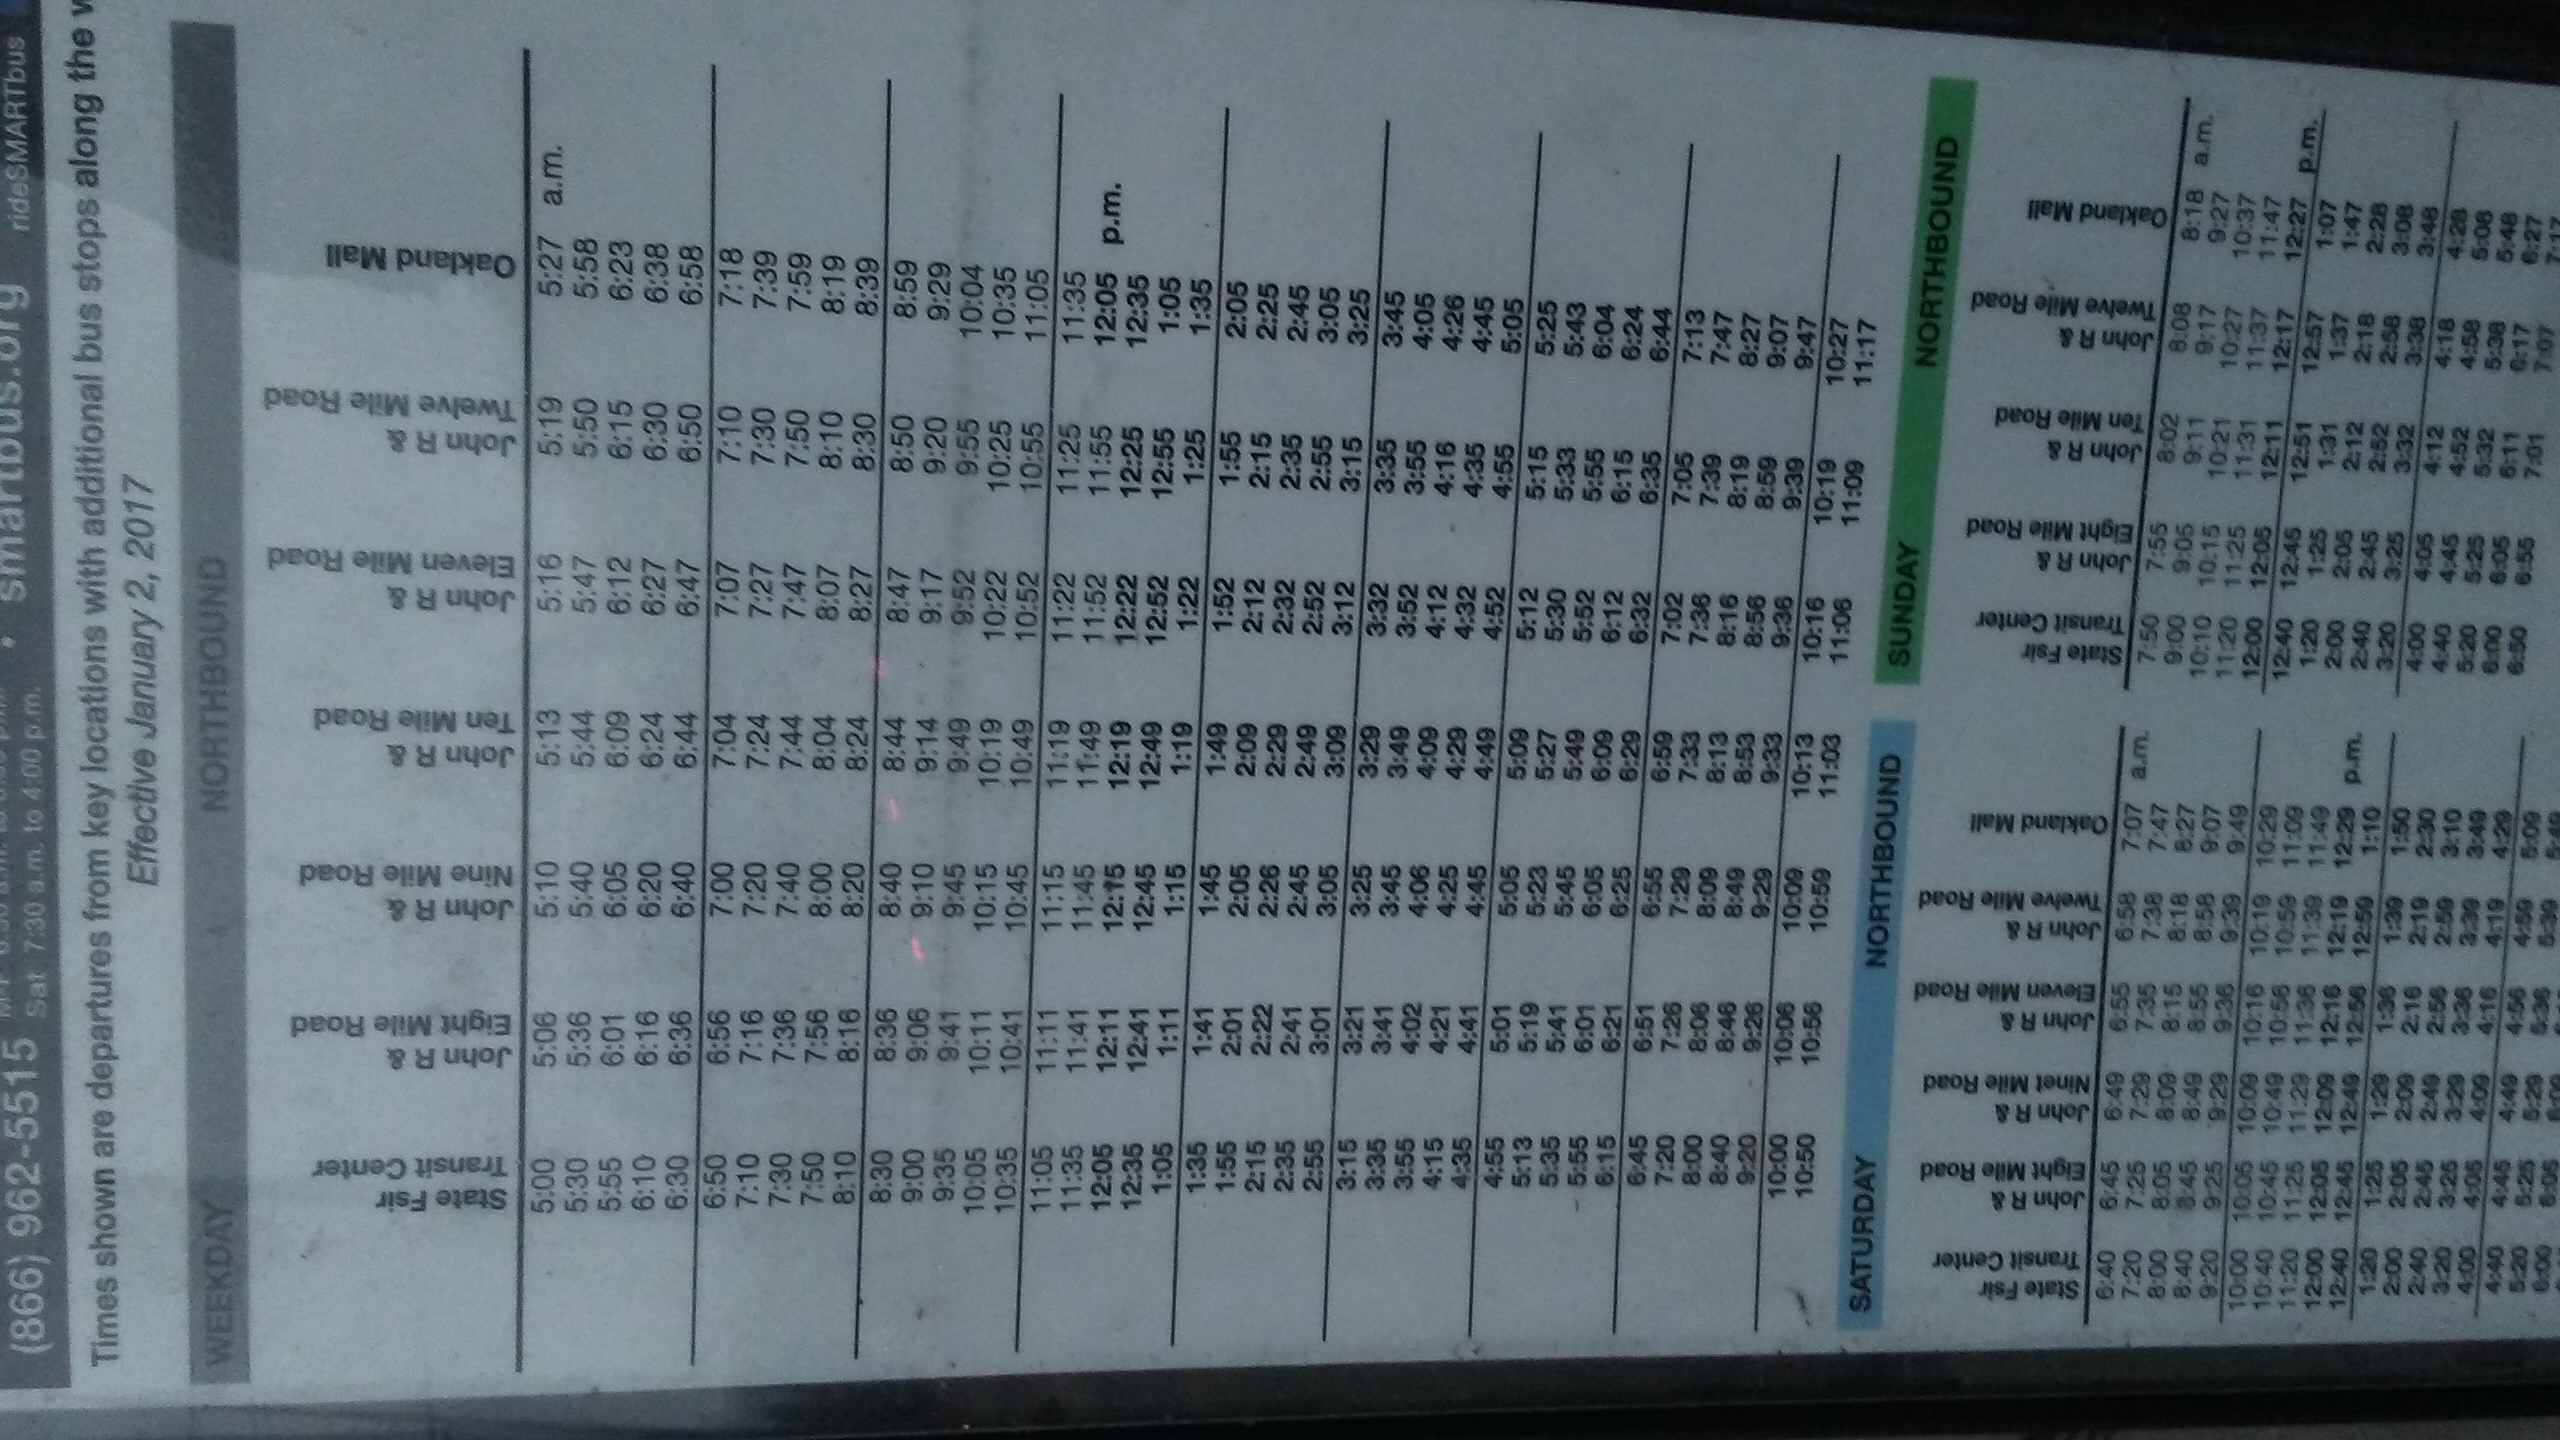 (866) 962-5515 Sat 7:30 a.m. to 4:00 p.m. • smartbus.org rideSMARTbus
Times shown are departures from key locations with additional bus stops along the
Effective January 2, 2017
WEEKDAY NORTHBOUND
State Fsir Transit Center
John R & Eight Mile Road
John R & Nine Mile Road
John R & Ten Mile Road
John R & Eleven Mile Road
John R & Twelve Mile Road
Oakland Mall
5:00 5:06 5:10 5:13 5:16 5:19 5:27 a.m.
5:30 5:36 5:40 5:44 5:47 5:50 5:58
5:55 6:01 6:05 6:09 6:12 6:15 6:23
6:10 6:16 6:20 6:24 6:27 6:30 6:38
6:30 6:36 6:40 6:44 6:47 6:50 6:58
6:50 6:56 7:00 7:04 7:07 7:10 7:18
7:10 7:16 7:20 7:24 7:27 7:30 7:39
7:30 7:36 7:40 7:44 7:47 7:50 7:59
7:50 7:56 8:00 8:04 8:07 8:10 8:19
8:10 8:16 8:20 8:24 8:27 8:30 8:39
8:30 8:36 8:40 8:44 8:47 8:50 8:59
9:00 9:06 9:10 9:14 9:17 9:20 9:29
9:35 9:41 9:45 9:49 9:52 9:55 10:04
10:05 10:11 10:15 10:19 10:22 10:25 10:35
10:35 10:41 10:45 10:49 10:52 10:55 11:05
11:05 11:11 11:15 11:19 11:22 11:25 11:35
11:35 11:41 11:45 11:49 11:52 11:55 12:05 p.m.
12:05 12:11 12:15 12:19 12:22 12:25 12:35
12:35 12:41 12:45 12:49 12:52 12:55 1:05
1:05 1:11 1:15 1:19 1:22 1:25 1:35
1:35 1:41 1:45 1:49 1:52 1:55 2:05
1:55 2:01 2:05 2:09 2:12 2:15 2:25
2:15 2:22 2:26 2:29 2:32 2:35 2:45
2:35 2:41 2:45 2:49 2:52 2:55 3:05
2:55 3:01 3:05 3:09 3:12 3:15 3:25
3:15 3:21 3:25 3:29 3:32 3:35 3:45
3:35 3:41 3:45 3:49 3:52 3:55 4:05
3:55 4:02 4:06 4:09 4:12 4:16 4:26
4:15 4:21 4:25 4:29 4:32 4:35 4:45
4:35 4:41 4:45 4:49 4:52 4:55 5:05
4:55 5:01 5:05 5:09 5:12 5:15 5:25
5:13 5:19 5:23 5:27 5:30 5:33 5:43
5:35 5:41 5:45 5:49 5:52 5:55 6:04
5:55 6:01 6:05 6:09 6:12 6:15 6:24
6:15 6:21 6:25 6:29 6:32 6:35 6:44
6:45 6:51 6:55 6:59 7:02 7:05 7:13
7:20 7:26 7:29 7:33 7:36 7:39 7:47
8:00 8:06 8:09 8:13 8:16 8:19 8:27
8:40 8:46 8:49 8:53 8:56 8:59 9:07
9:20 9:26 9:29 9:33 9:36 9:39 9:47
10:00 10:06 10:09 10:13 10:16 10:19 10:27
10:50 10:56 10:59 11:03 11:06 11:09 11:17
SATURDAY NORTHBOUND
State Fsir Transit Center
John R & Eight Mile Road
John R & Ninet Mile Road
John R & Eleven Mile Road
John R & Twelve Mile Road
Oakland Mall
6:40 6:45 6:49 6:55 6:58 7:07 a.m.
7:20 7:25 7:29 7:35 7:38 7:47
8:00 8:05 8:09 8:15 8:18 8:27
8:40 8:45 8:49 8:55 8:58 9:07
9:20 9:25 9:29 9:36 9:39 9:49
10:00 10:05 10:09 10:16 10:19 10:29
10:40 10:45 10:49 10:56 10:59 11:09
11:20 11:25 11:29 11:36 11:39 11:49
12:00 12:05 12:09 12:16 12:19 12:29 p.m.
12:40 12:45 12:49 12:56 12:59 1:10
1:20 1:25 1:29 1:36 1:39 1:50
2:00 2:05 2:09 2:16 2:19 2:30
2:40 2:45 2:49 2:56 2:59 3:10
3:20 3:25 3:29 3:36 3:39 3:49
4:00 4:05 4:09 4:16 4:19 4:29
4:40 4:45 4:49 4:56 4:59 5:09
5:20 5:25 5:29 5:36 5:39 5:49
6:00 6:05 6:09
SUNDAY NORTHBOUND
State Fsir Transit Center
John R & Eight Mile Road
John R & Ten Mile Road
John R & Twelve Mile Road
Oakland Mall
7:50 7:55 8:02 8:08 8:18 a.m.
9:00 9:05 9:11 9:17 9:27
10:10 10:15 10:21 10:27 10:37
11:20 11:25 11:31 11:37 11:47
12:00 12:05 12:11 12:17 12:27 p.m.
12:40 12:45 12:51 12:57 1:07
1:20 1:25 1:31 1:37 1:47
2:00 2:05 2:12 2:18 2:28
2:40 2:45 2:52 2:58 3:08
3:20 3:25 3:32 3:38 3:48
4:00 4:05 4:12 4:18 4:28
4:40 4:45 4:52 4:58 5:08
5:20 5:25 5:32 5:38 5:48
6:00 6:05 6:11 6:17 6:27
6:50 6:55 7:01 7:07 7:17